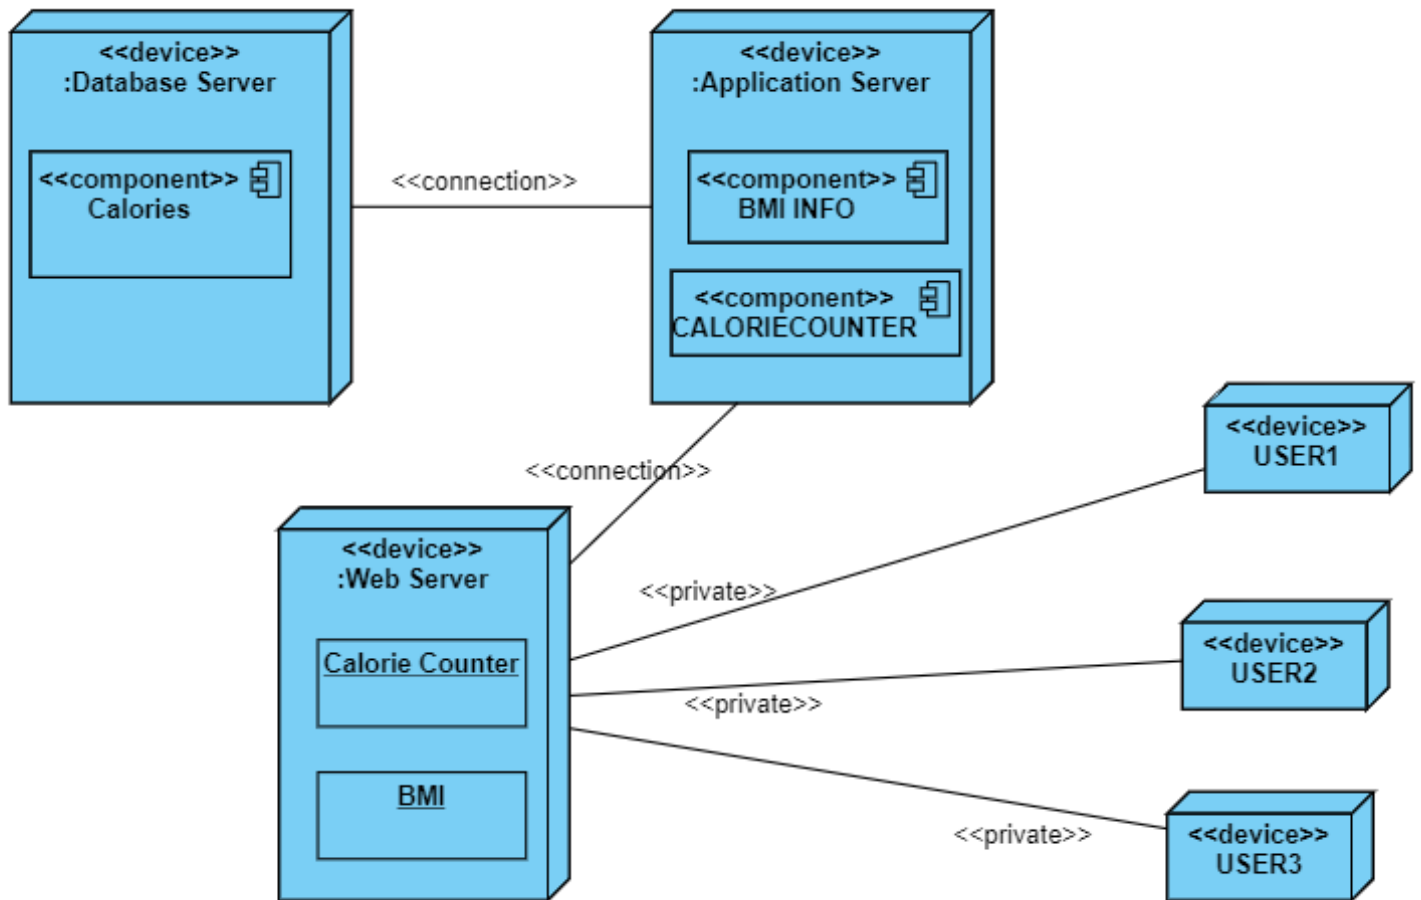 <<device>>
:Database Server
<<component>>
Calories
<<connection>>
<<device>>
:Application Server
<<component>>
BMI INFO
<<component>>
CALORIECOUNTER
<<connection>>
<<device>>
:Web Server
Calorie Counter
BMI
<<private>>
<<device>>
USER1
<<private>>
<<device>>
USER2
<<private>>
<<device>>
USER3